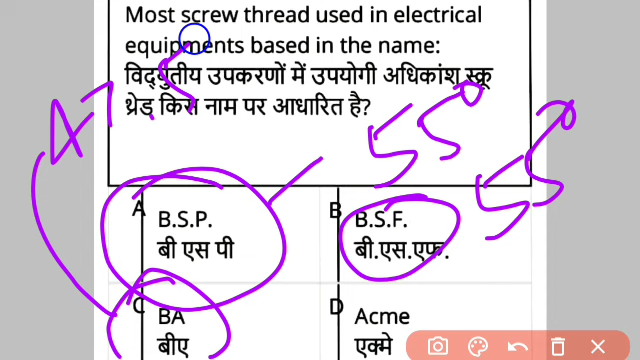 Most screw thread used in electrical
equipments based in the name:
विद्युतीय उपकरणों में उपयोगी अधिकांश स्क्रू
थ्रेड किस नाम पर आधारित है?
47.5°
55°
55°
A
B.S.P.
बी एस पी
B
B.S.F.
बी.एस.एफ.
C
BA
बीए
D
Acme
एक्मे